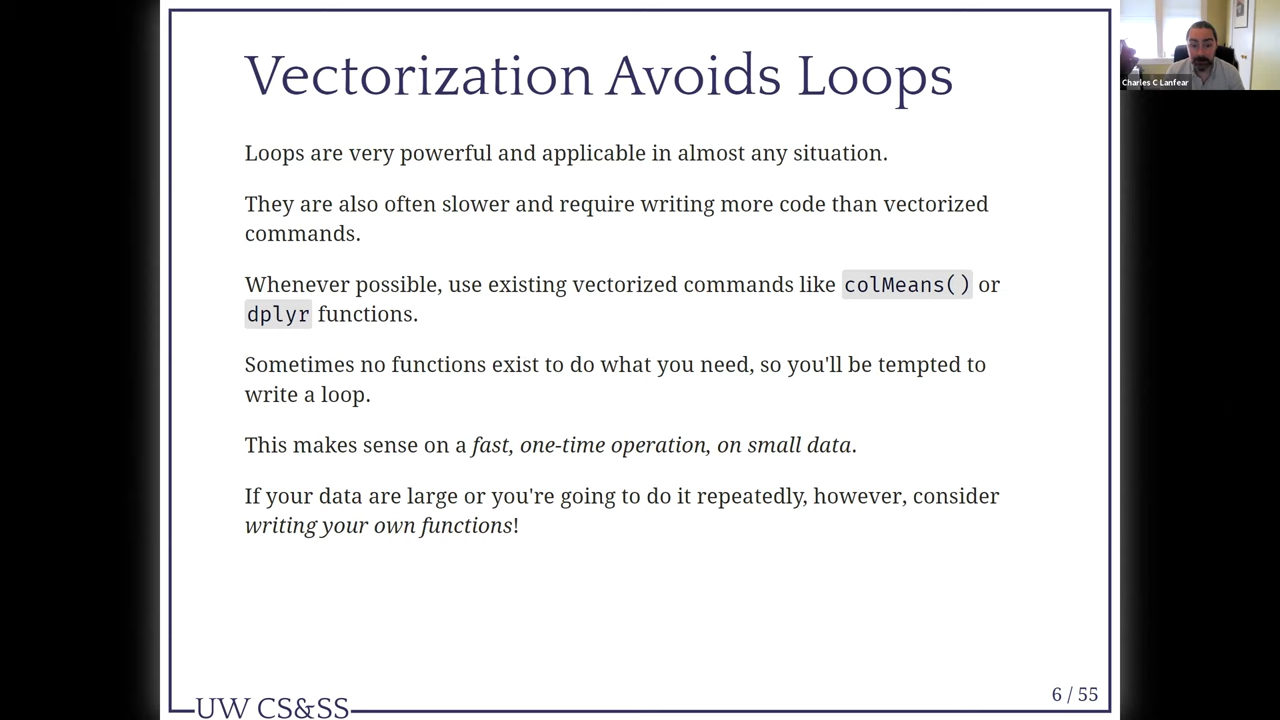 Vectorization Avoids Loops
Charles C Lanfear
Loops are very powerful and applicable in almost any situation.
They are also often slower and require writing more code than vectorized
commands.
Whenever possible, use existing vectorized commands like colMeans() or
dplyr functions.
Sometimes no functions exist to do what you need, so you'll be tempted to
write a loop.
This makes sense on a fast, one-time operation, on small data.
If your data are large or you're going to do it repeatedly, however, consider
writing your own functions!
UW CS&SS
6 / 55